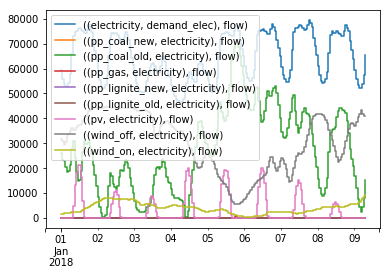 80000
70000
60000
50000
40000
30000
20000
10000
0
((electricity, demand_elec), flow)
((pp_coal_new, electricity), flow)
((pp_coal_old, electricity), flow)
((pp_gas, electricity), flow)
((pp_lignite_new, electricity), flow)
((pp_lignite_old, electricity), flow)
((pv, electricity), flow)
((wind_off, electricity), flow)
((wind_on, electricity), flow)
01 02 03 04 05 06 07 08 09
Jan
2018